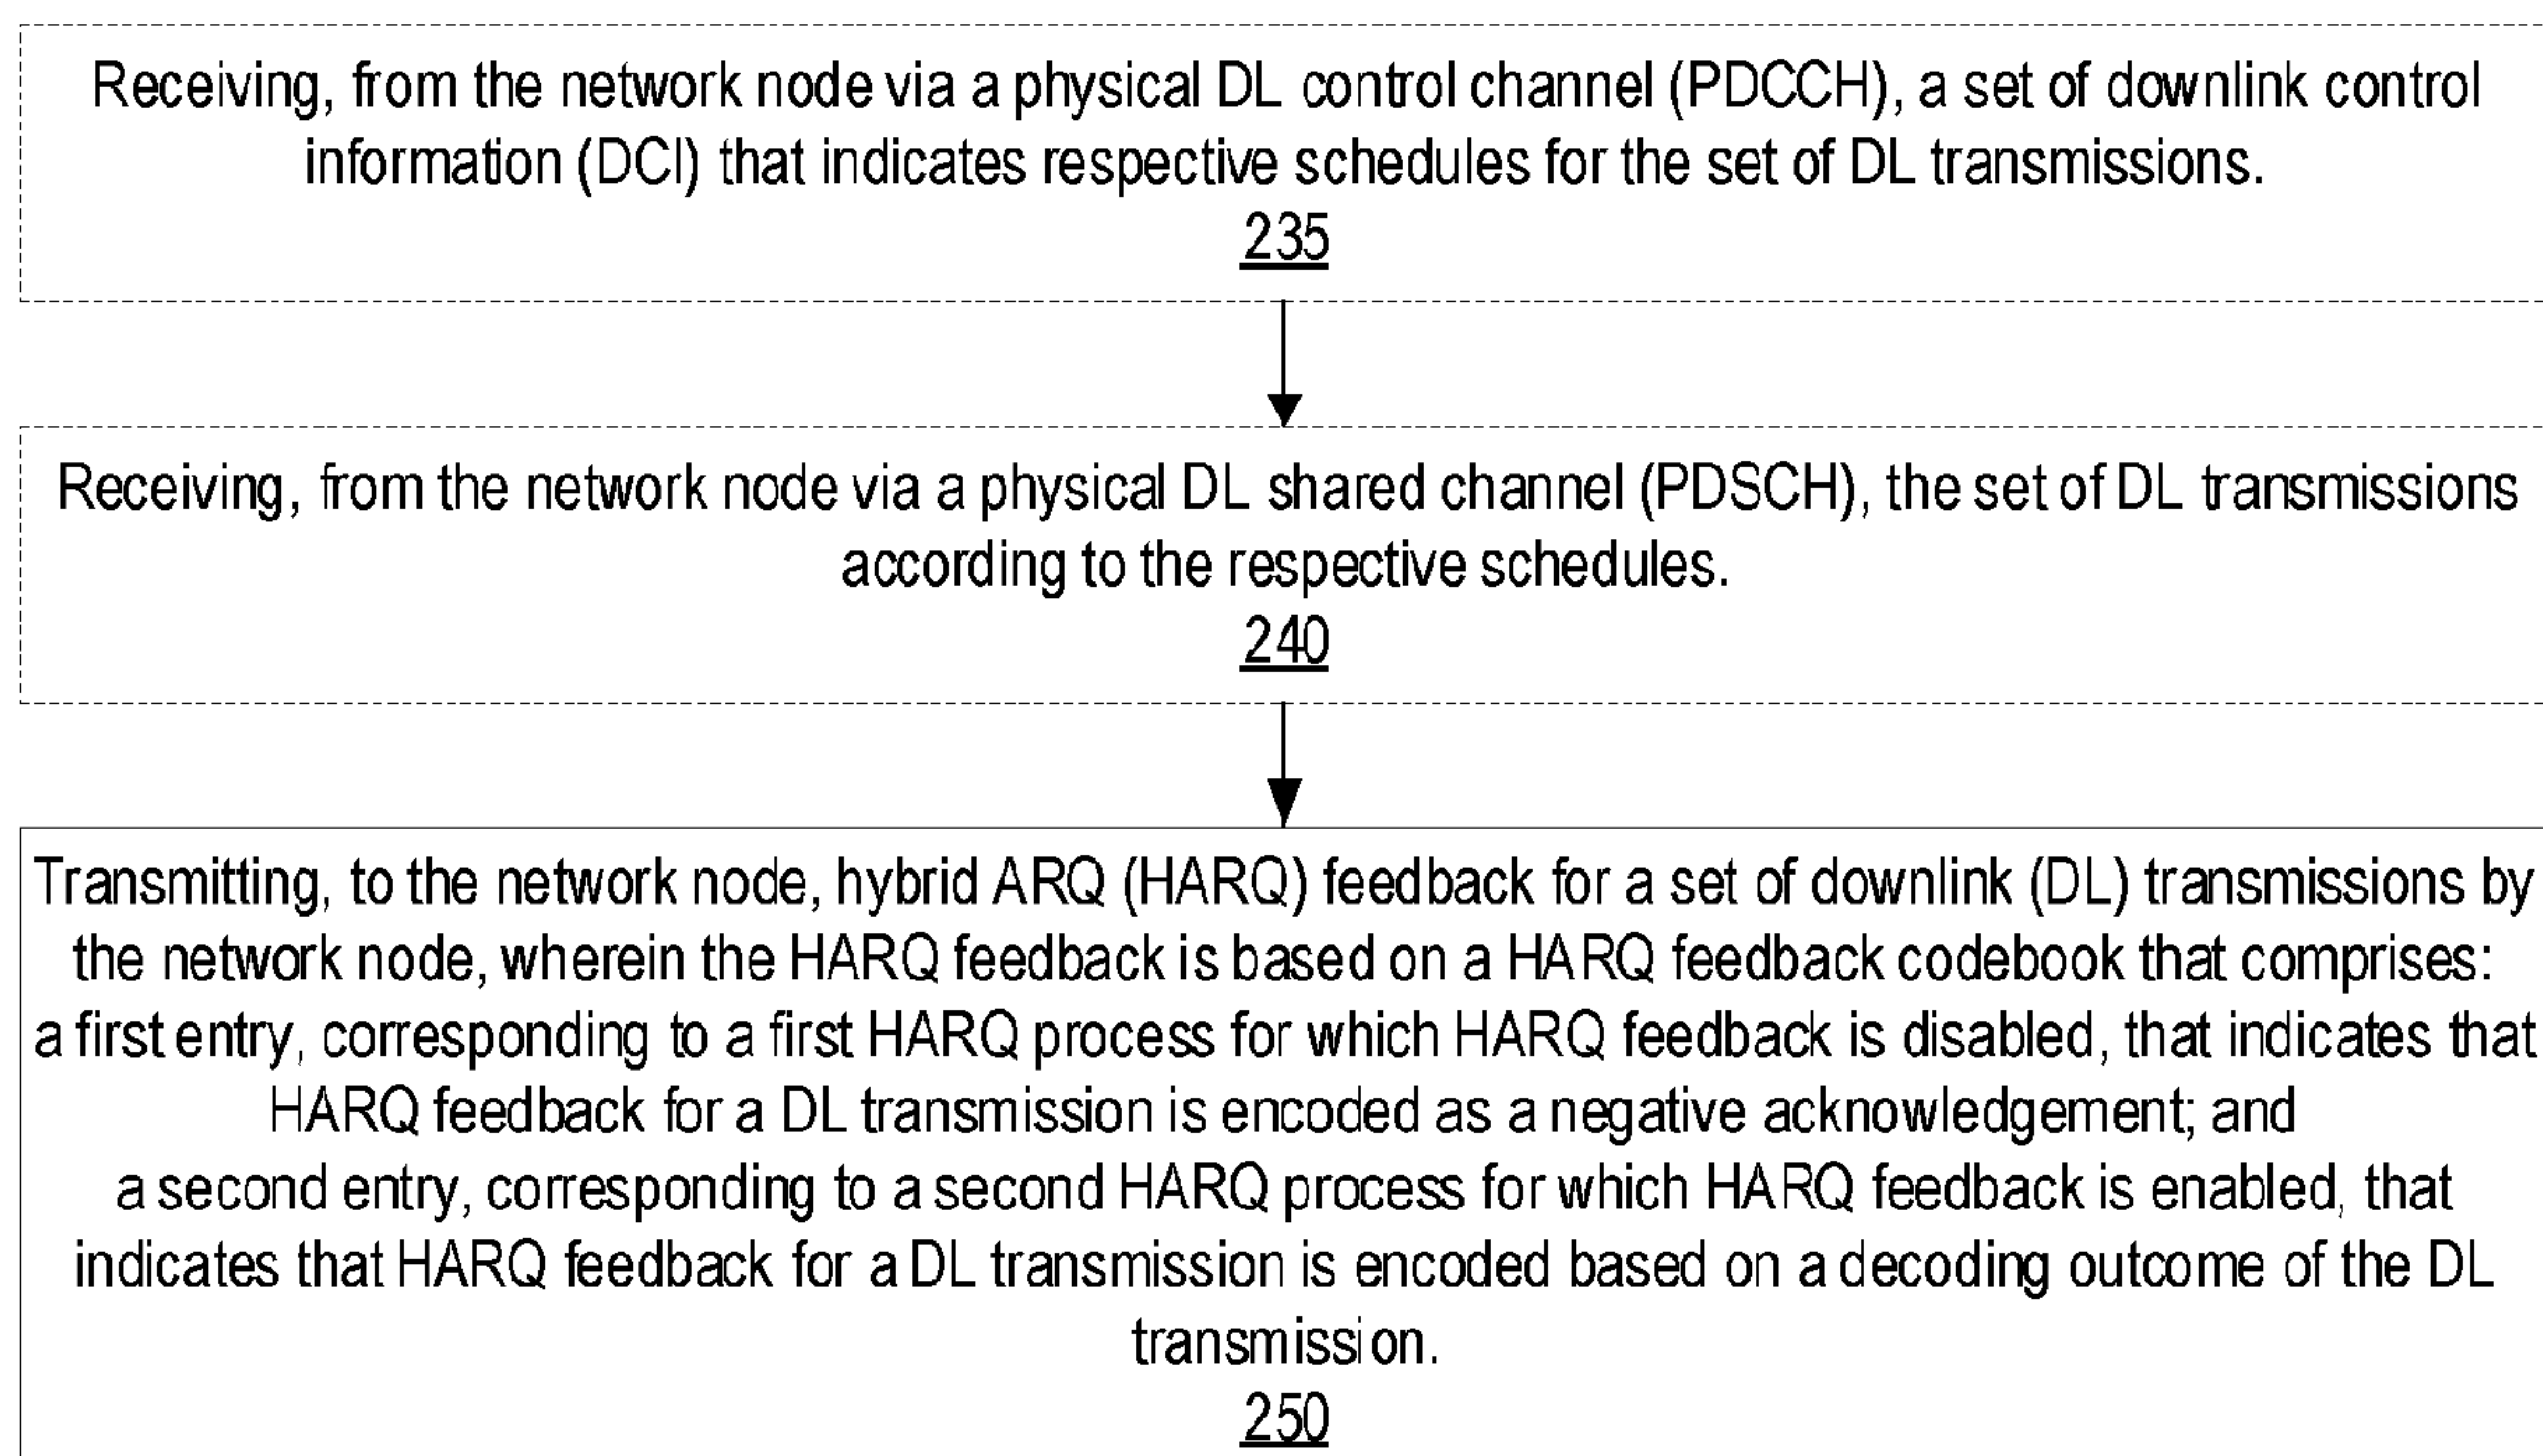 Receiving, from the network node via a physical DL control channel (PDCCH), a set of downlink control
information (DCI) that indicates respective schedules for the set of DL transmissions.
235
Receiving, from the network node via a physical DL shared channel (PDSCH), the set of DL transmissions
according to the respective schedules.
240
Transmitting, to the network node, hybrid ARQ (HARQ) feedback for a set of downlink (DL) transmissions by
the network node, wherein the HARQ feedback is based on a HARQ feedback codebook that comprises:
a first entry, corresponding to a first HARQ process for which HARQ feedback is disabled, that indicates that
HARQ feedback for a DL transmission is encoded as a negative acknowledgement; and
a second entry, corresponding to a second HARQ process for which HARQ feedback is enabled, that
indicates that HARQ feedback for a DL transmission is encoded based on a decoding outcome of the DL
transmission.
250